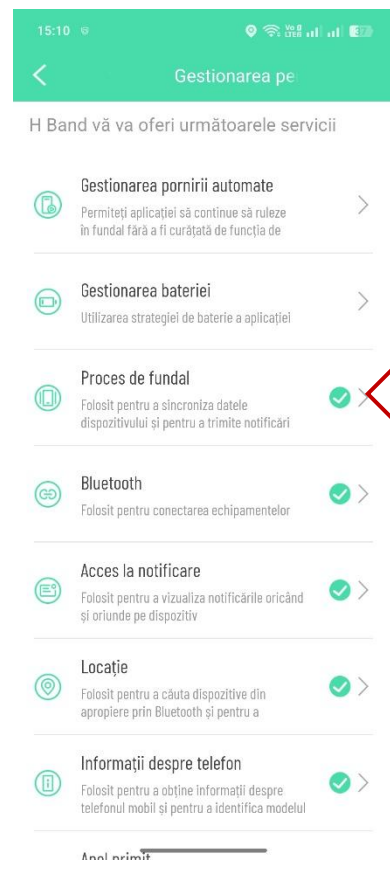 15:10
Gestionarea pe
H Band vă va oferi următoarele servicii
Gestionarea pornirii automate
Permiteți aplicației să continue să ruleze
în fundal fără a fi curățată de funcția de
Gestionarea bateriei
Utilizarea strategiei de baterie a aplicației
Proces de fundal
Folosit pentru a sincroniza datele
dispozitivului și pentru a trimite notificări
Bluetooth
Folosit pentru conectarea echipamentelor
Acces la notificare
Folosit pentru a vizualiza notificările oricând
și oriunde pe dispozitiv
Locație
Folosit pentru a căuta dispozitive din
apropiere prin Bluetooth și pentru a
Informații despre telefon
Folosit pentru a obține informații despre
telefonul mobil și pentru a identifica modelul
Apel primit